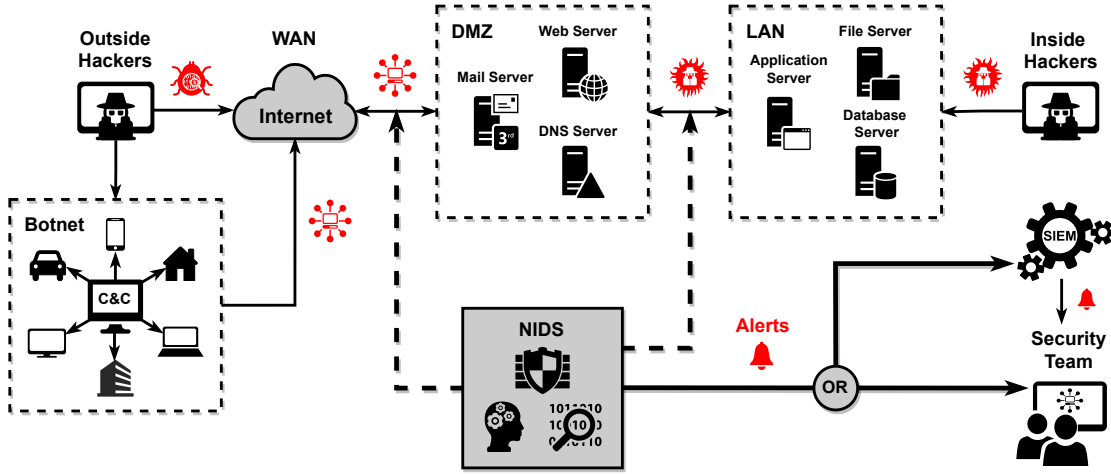 Outside
Hackers
WAN
Internet
DMZ
Web Server
Mail Server
3rd
DNS Server
LAN
File Server
Application
Server
Database
Server
Inside
Hackers
Botnet
C&C
NIDS
1011010
Alerts
OR
SIEM
Security
Team